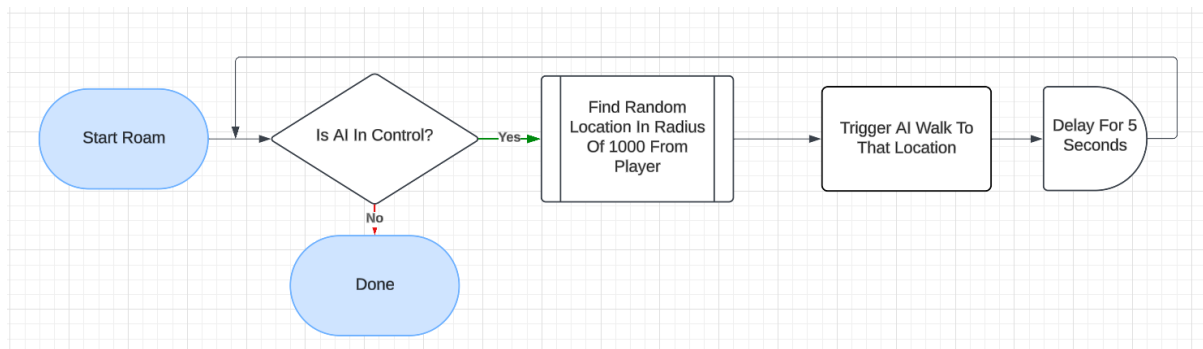 Start Roam
Is AI In Control?
Yes
Find Random
Location In Radius
Of 1000 From
Player
Trigger AI Walk To
That Location
Delay For 5
Seconds
No
Done